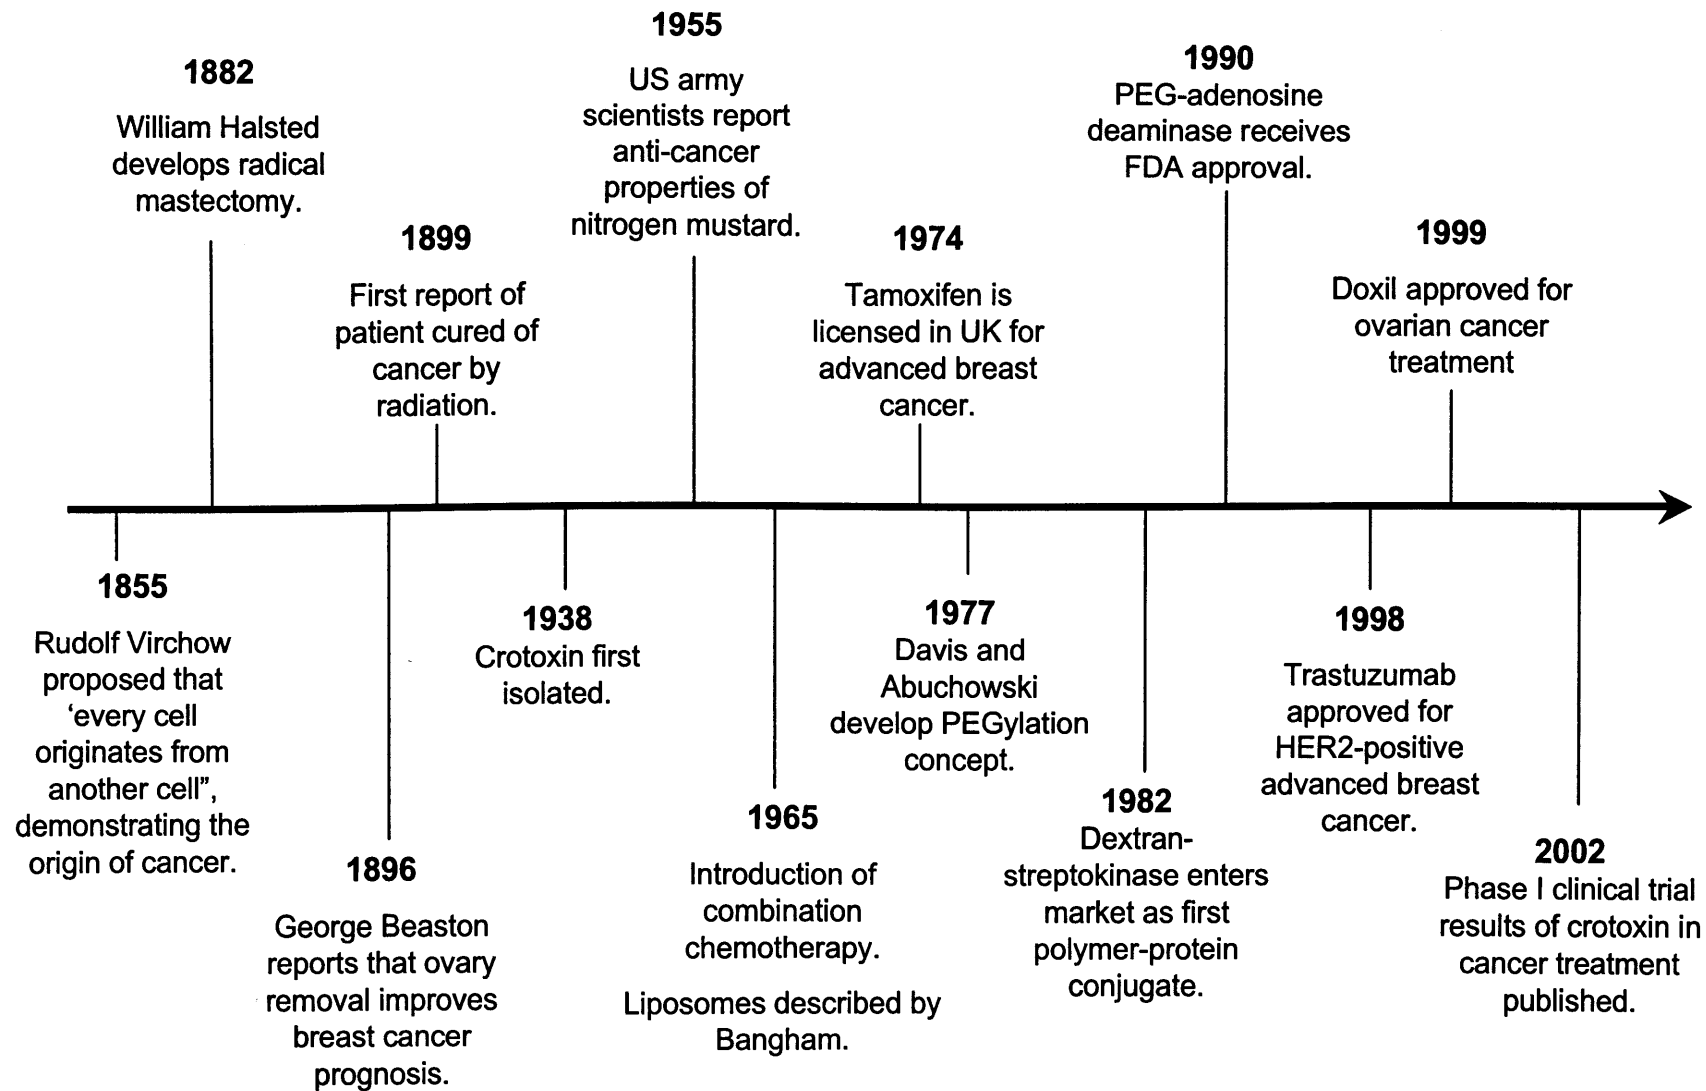 1882
William Halsted
develops radical
mastectomy.
1899
First report of
patient cured of
cancer by
radiation.
1955
US army
scientists report
anti-cancer
properties of
nitrogen mustard.
1974
Tamoxifen is
licensed in UK for
advanced breast
cancer.
1990
PEG-adenosine
deaminase receives
FDA approval.
1999
Doxil approved for
ovarian cancer
treatment
1855
Rudolf Virchow
proposed that
‘every cell
originates from
another cell”,
demonstrating the
origin of cancer.
1896
George Beaston
reports that ovary
removal improves
breast cancer
prognosis.
1938
Crotoxin first
isolated.
1965
Introduction of
combination
chemotherapy.
Liposomes described by
Bangham.
1977
Davis and
Abuchowski
develop PEGylation
concept.
1982
Dextran-
streptokinase enters
market as first
polymer-protein
conjugate.
1998
Trastuzumab
approved for
HER2-positive
advanced breast
cancer.
2002
Phase I clinical trial
results of crotoxin in
cancer treatment
published.